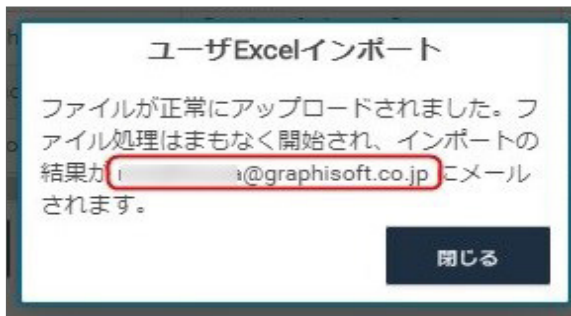 ユーザExcelインポート
ファイルが正常にアップロードされました。フ
ァイル処理はまもなく開始され、インポートの
結果が @graphisoft.co.jp にメール
されます。
閉じる